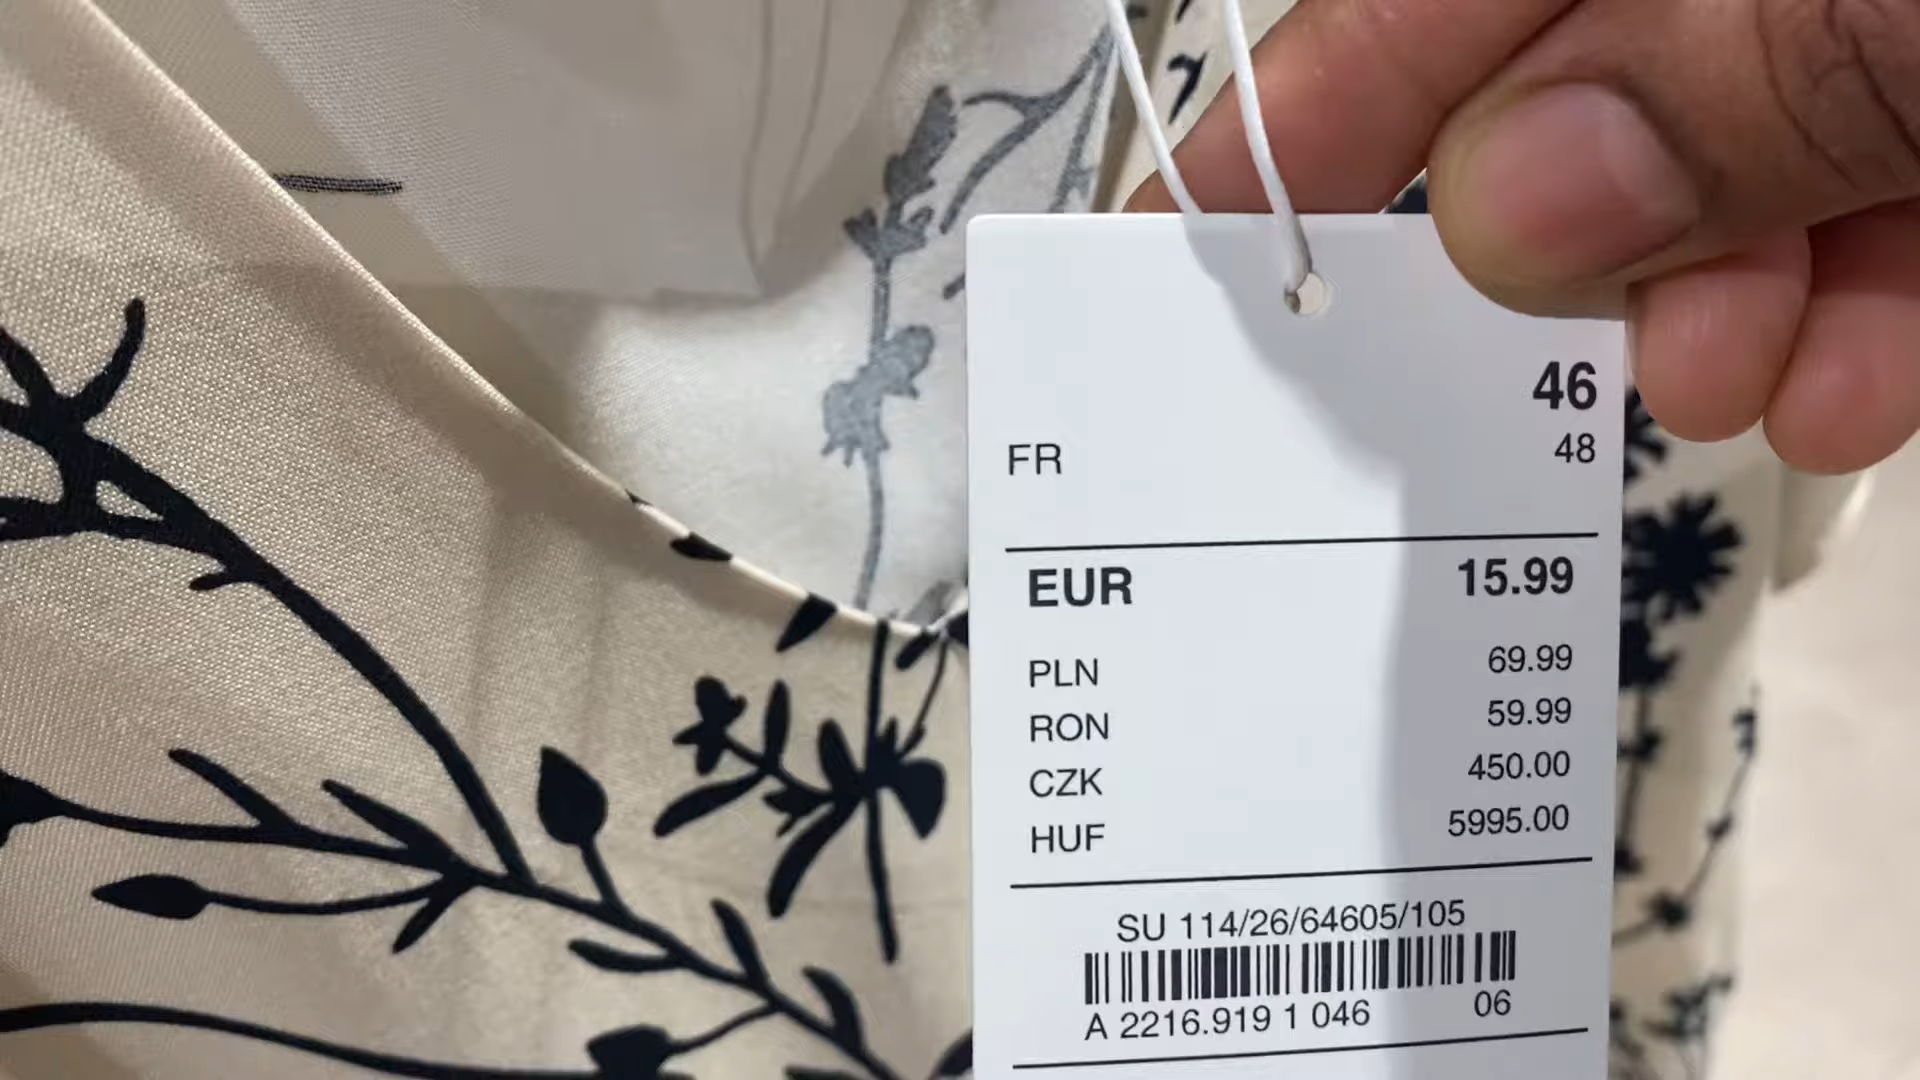 46
FR 48
EUR 15.99
PLN 69.99
RON 59.99
CZK 450.00
HUF 5995.00
SU 114/26/64605/105
A 2216.919 1 046 06